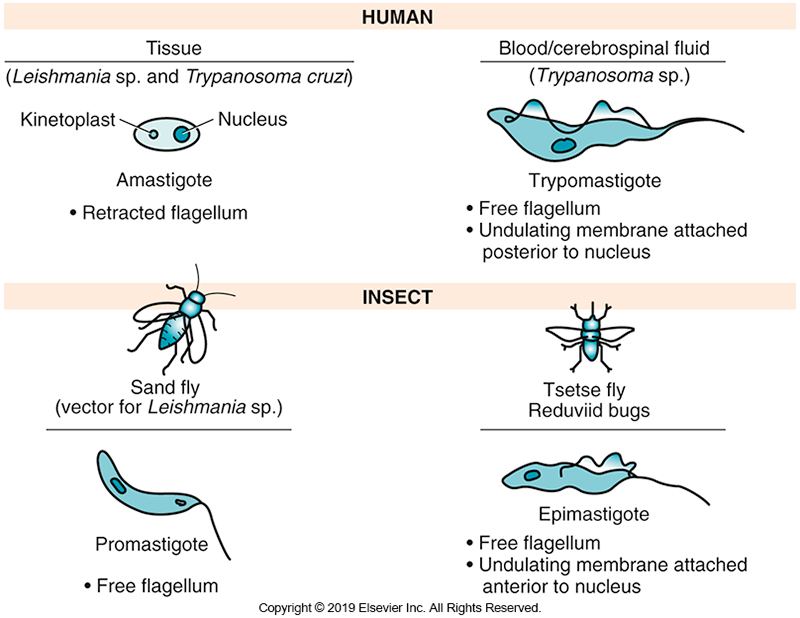 HUMAN
Tissue
(Leishmania sp. and Trypanosoma cruzi)
Kinetoplast
Nucleus
Amastigote
• Retracted flagellum
Blood/cerebrospinal fluid
(Trypanosoma sp.)
Trypomastigote
• Free flagellum
• Undulating membrane attached
posterior to nucleus
INSECT
Sand fly
(vector for Leishmania sp.)
Promastigote
• Free flagellum
Tsetse fly
Reduviid bugs
Epimastigote
• Free flagellum
• Undulating membrane attached
anterior to nucleus
Copyright © 2019 Elsevier Inc. All Rights Reserved.